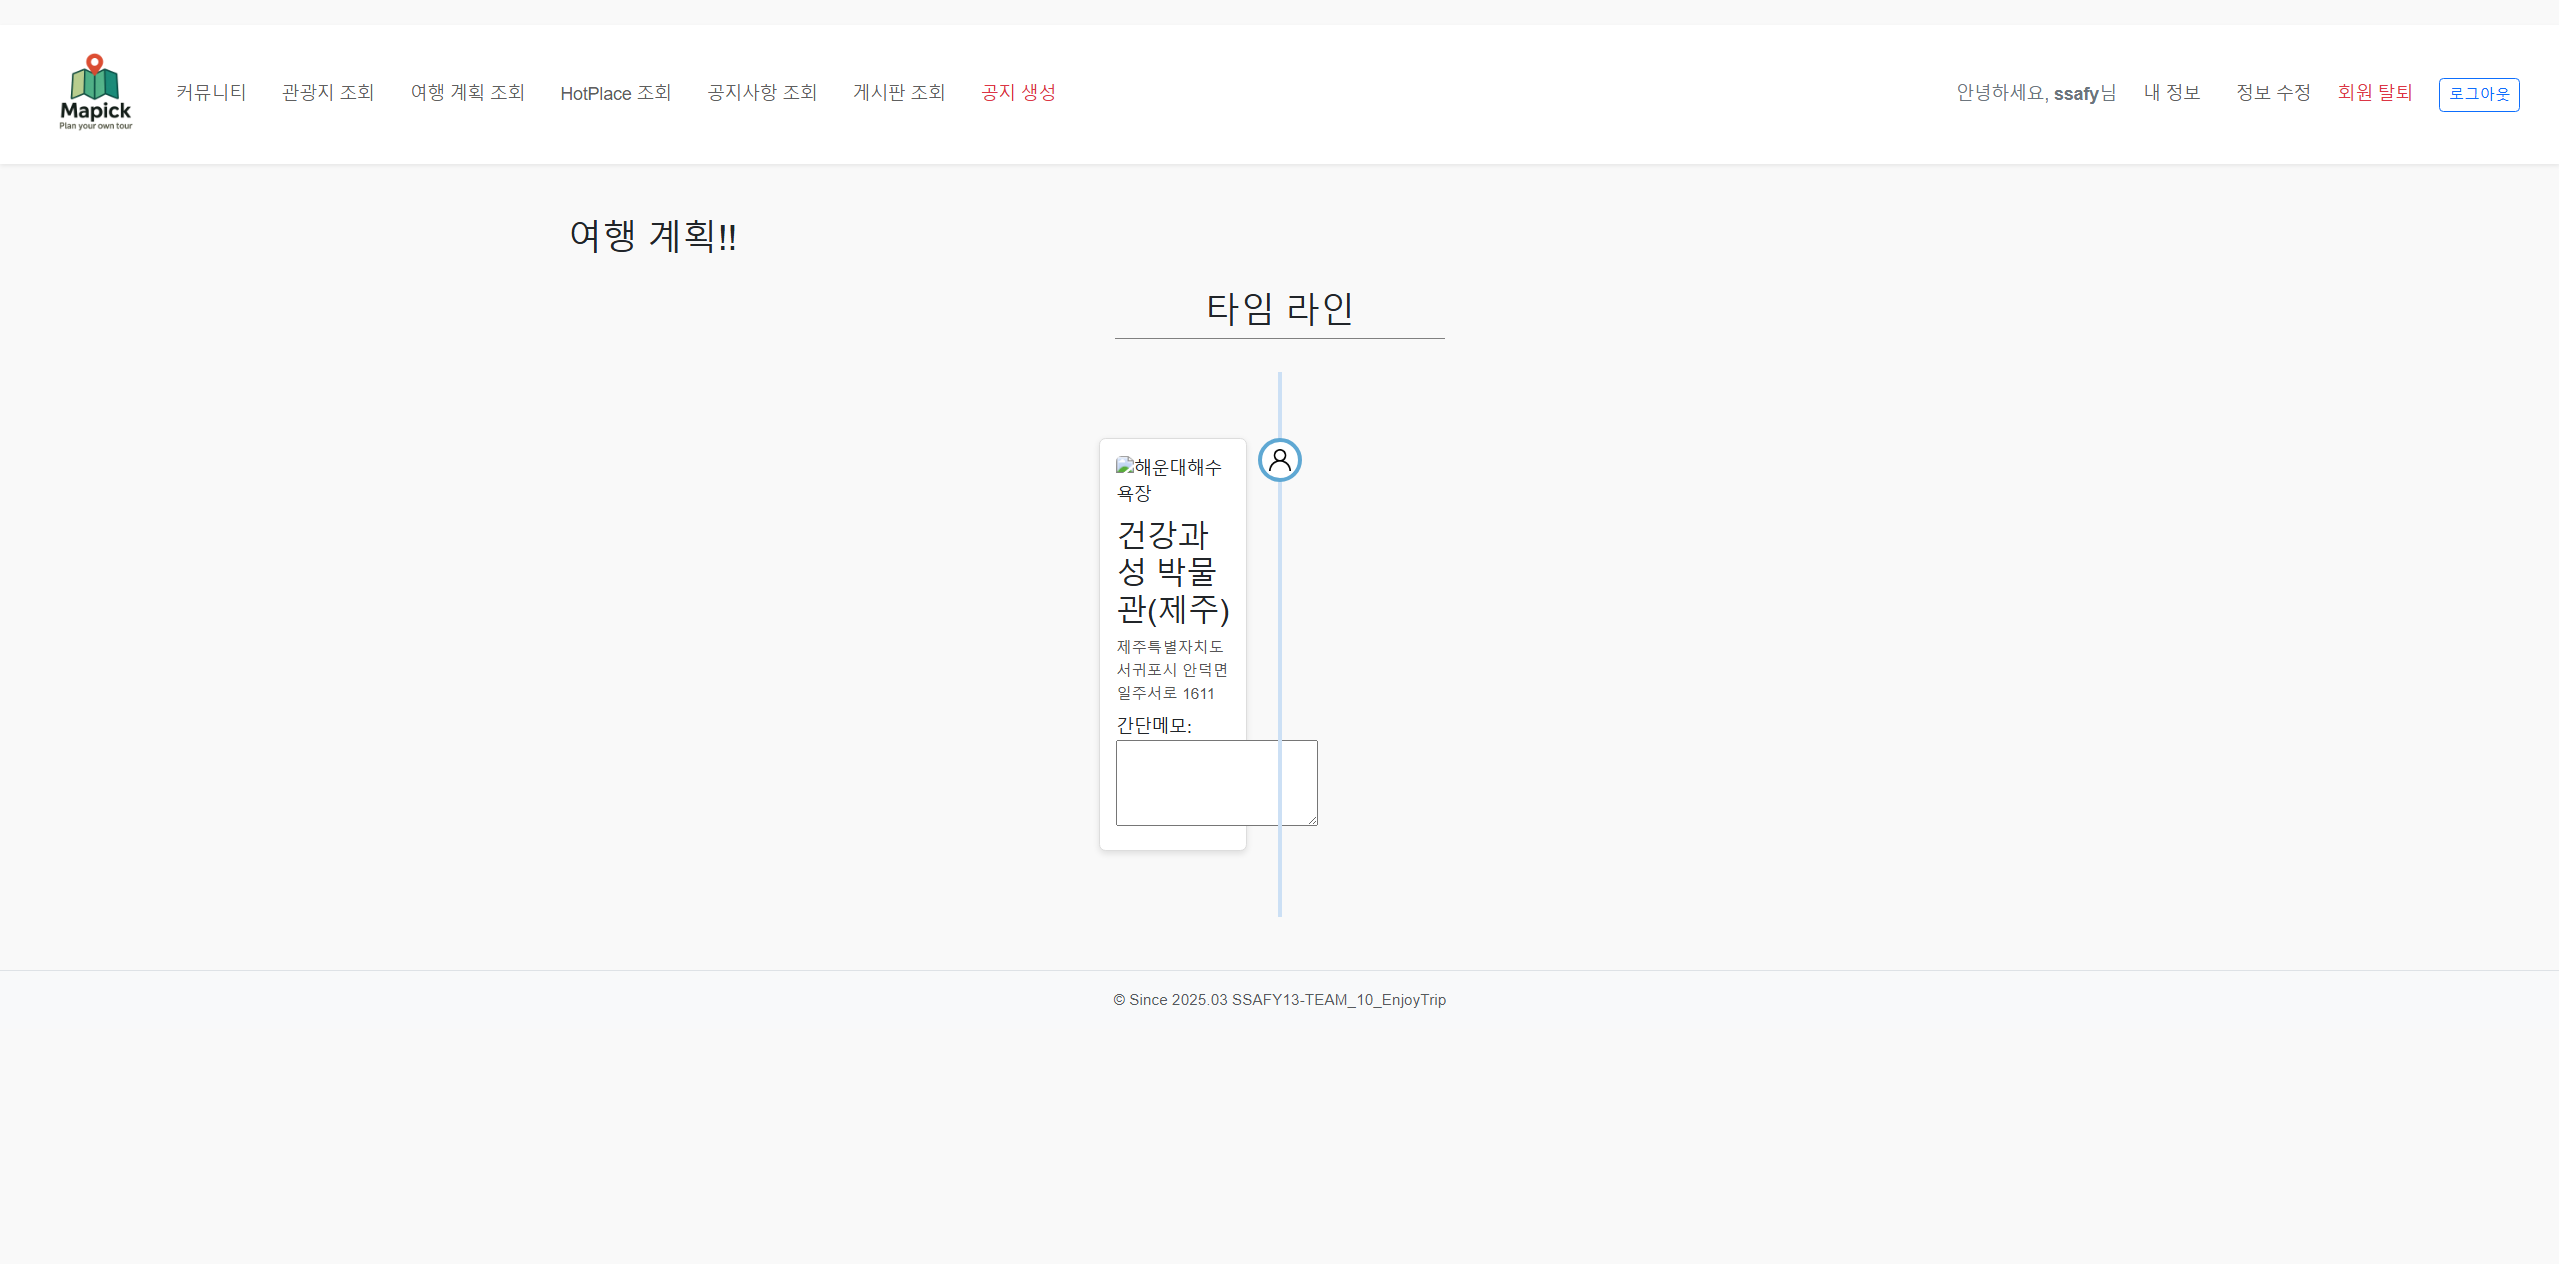 Mapick
Plan your own tour
커뮤니티 관광지 조회 여행 계획 조회 HotPlace 조회 공지사항 조회 게시판 조회 공지 생성 안녕하세요, ssafy님 내 정보 정보 수정 회원 탈퇴 로그아웃
여행 계획!!
타임 라인
해운대해수
욕장
건강과
성 박물
관(제주)
제주특별자치도
서귀포시 안덕면
일주서로 1611
간단메모:
© Since 2025.03 SSAFY13-TEAM_10_EnjoyTrip